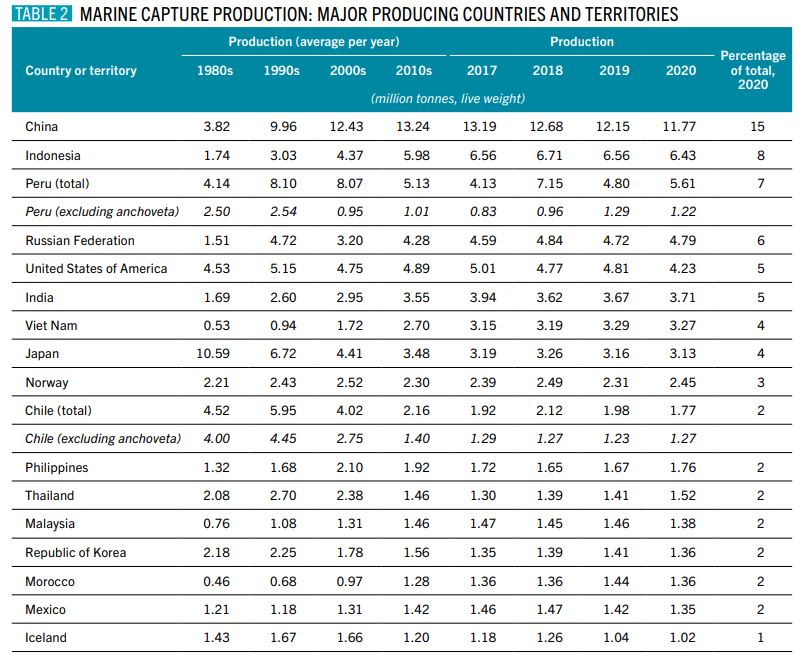 TABLE 2 MARINE CAPTURE PRODUCTION: MAJOR PRODUCING COUNTRIES AND TERRITORIES
Country or territory Production (average per year) Production Percentage of total, 2020
1980s 1990s 2000s 2010s 2017 2018 2019 2020
(million tonnes, live weight)
China 3.82 9.96 12.43 13.24 13.19 12.68 12.15 11.77 15
Indonesia 1.74 3.03 4.37 5.98 6.56 6.71 6.56 6.43 8
Peru (total) 4.14 8.10 8.07 5.13 4.13 7.15 4.80 5.61 7
Peru (excluding anchoveta) 2.50 2.54 0.95 1.01 0.83 0.96 1.29 1.22
Russian Federation 1.51 4.72 3.20 4.28 4.59 4.84 4.72 4.79 6
United States of America 4.53 5.15 4.75 4.89 5.01 4.77 4.81 4.23 5
India 1.69 2.60 2.95 3.55 3.94 3.62 3.67 3.71 5
Viet Nam 0.53 0.94 1.72 2.70 3.15 3.19 3.29 3.27 4
Japan 10.59 6.72 4.41 3.48 3.19 3.26 3.16 3.13 4
Norway 2.21 2.43 2.52 2.30 2.39 2.49 2.31 2.45 3
Chile (total) 4.52 5.95 4.02 2.16 1.92 2.12 1.98 1.77 2
Chile (excluding anchoveta) 4.00 4.45 2.75 1.40 1.29 1.27 1.23 1.27
Philippines 1.32 1.68 2.10 1.92 1.72 1.65 1.67 1.76 2
Thailand 2.08 2.70 2.38 1.46 1.30 1.39 1.41 1.52 2
Malaysia 0.76 1.08 1.31 1.46 1.47 1.45 1.46 1.38 2
Republic of Korea 2.18 2.25 1.78 1.56 1.35 1.39 1.41 1.36 2
Morocco 0.46 0.68 0.97 1.28 1.36 1.36 1.44 1.36 2
Mexico 1.21 1.18 1.31 1.42 1.46 1.47 1.42 1.35 2
Iceland 1.43 1.67 1.66 1.20 1.18 1.26 1.04 1.02 1